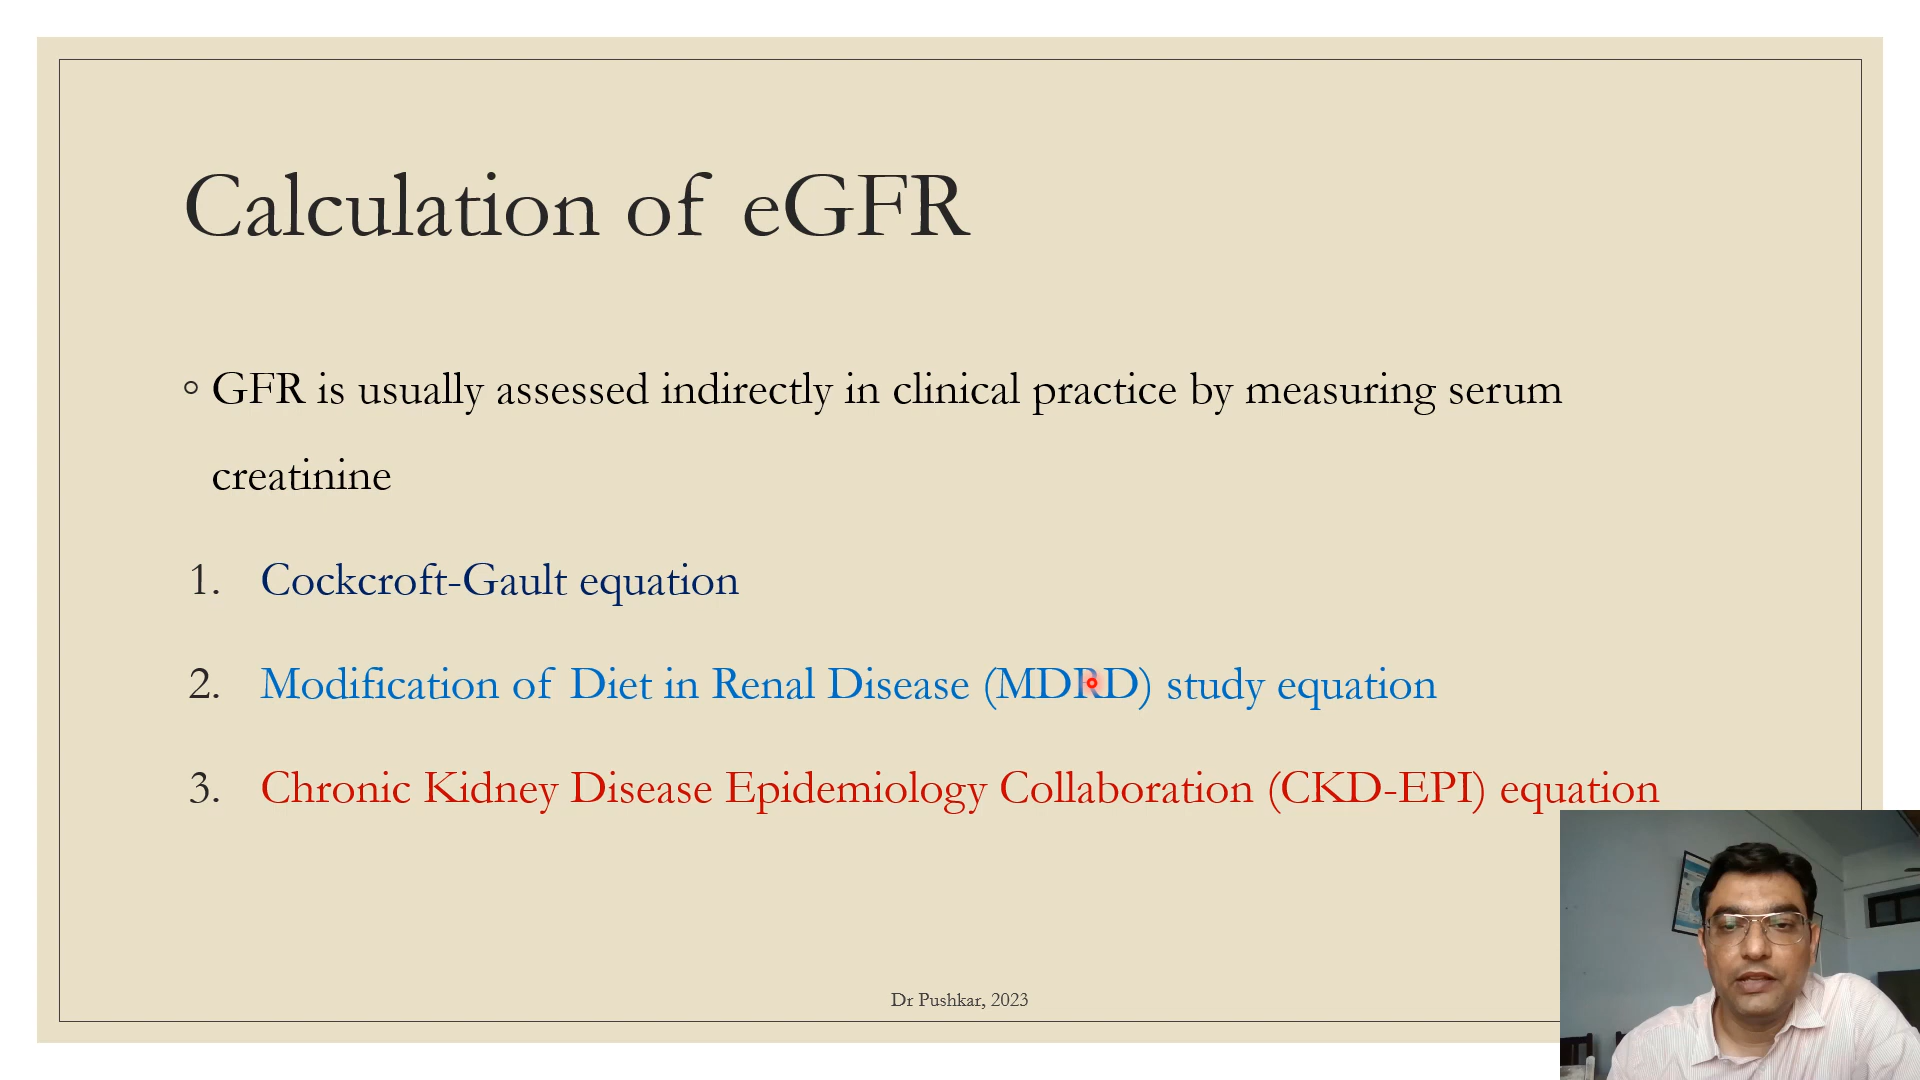 Calculation of eGFR
◦ GFR is usually assessed indirectly in clinical practice by measuring serum
creatinine
1. Cockcroft-Gault equation
2. Modification of Diet in Renal Disease (MDRD) study equation
3. Chronic Kidney Disease Epidemiology Collaboration (CKD-EPI) equation
Dr Pushkar, 2023